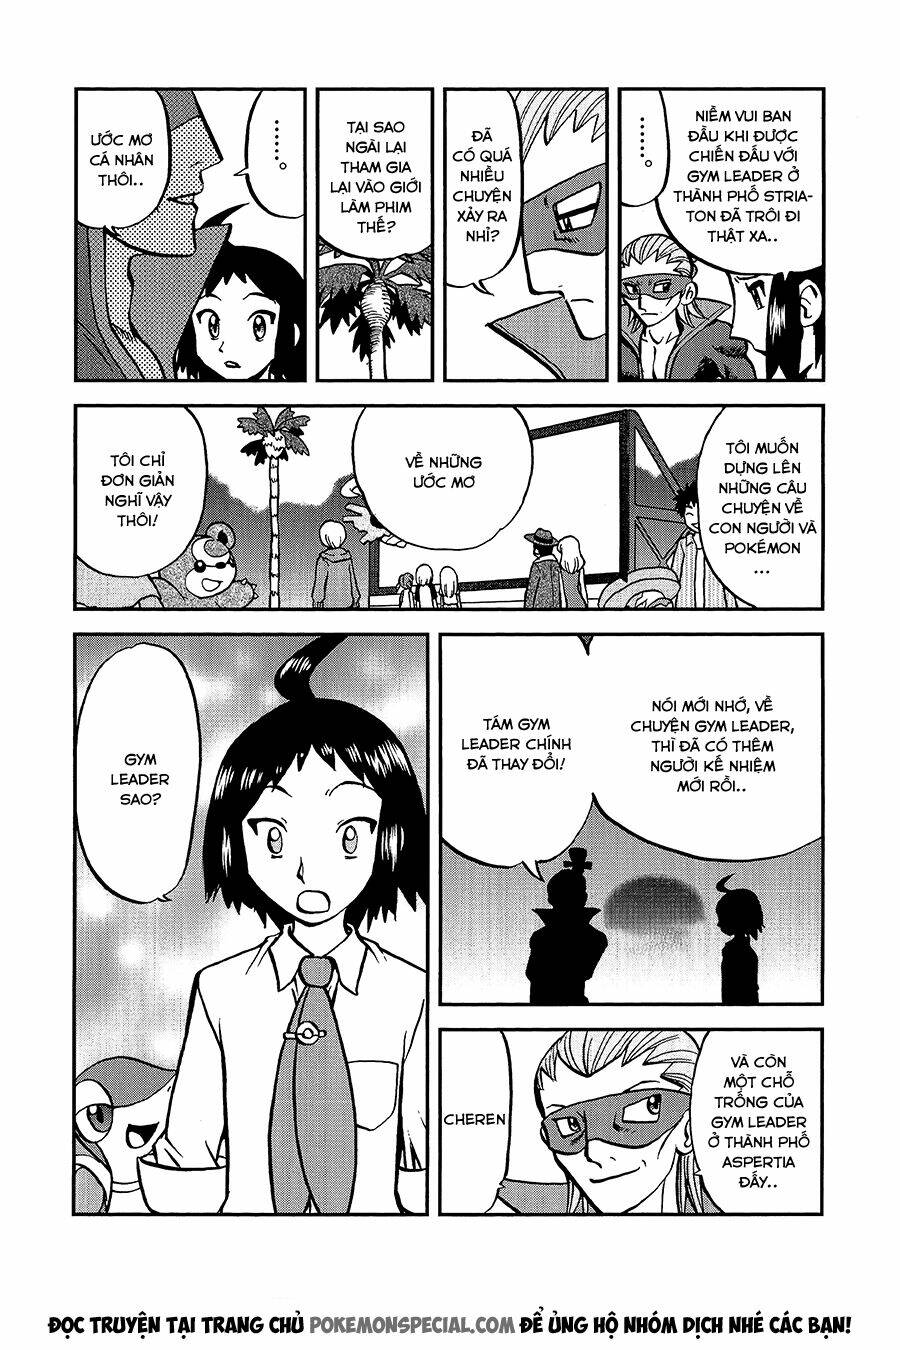 NIỀM VUI BAN
ĐẦU KHI ĐƯỢC
CHIẾN ĐẤU VỚI
GYM LEADER Ở
THÀNH PHỐ STRIA-
TON ĐÃ TRÔI ĐI
THẬT XA..
ĐÃ
CÓ QUÁ
NHIỀU
CHUYỆN
XẢY RA
NHỈ?
......
TẠI SAO
NGÀI LẠI
THAM GIA
LẠI VÀO GIỚI
LÀM PHIM
THẾ?
......
ƯỚC MƠ
CÁ NHÂN
THÔI..
TÔI MUỐN
DỰNG LÊN
NHỮNG CÂU
CHUYỆN VỀ
CON NGƯỜI VÀ
POKÉMON
...
VỀ NHỮNG
ƯỚC MƠ
TÔI CHỈ
ĐƠN GIẢN
NGHĨ VẬY
THÔI!
NÓI MỚI NHỚ, VỀ
CHUYỆN GYM LEADER,
THÌ ĐÃ CÓ THÊM
NGƯỜI KẾ NHIỆM
MỚI RỒI..
TÁM GYM
LEADER CHÍNH
ĐÃ THAY ĐỔI!
VÀ CÒN
MỘT CHỖ
TRỐNG CỦA
GYM LEADER
Ở THÀNH PHỐ
ASPERTIA
ĐẤY..
CHEREN
GYM
LEADER
SAO?
ĐỌC TRUYỆN TẠI TRANG CHỦ POKEMONSPECIAL.COM ĐỂ ỦNG HỘ NHÓM DỊCH NHÉ CÁC BẠN!